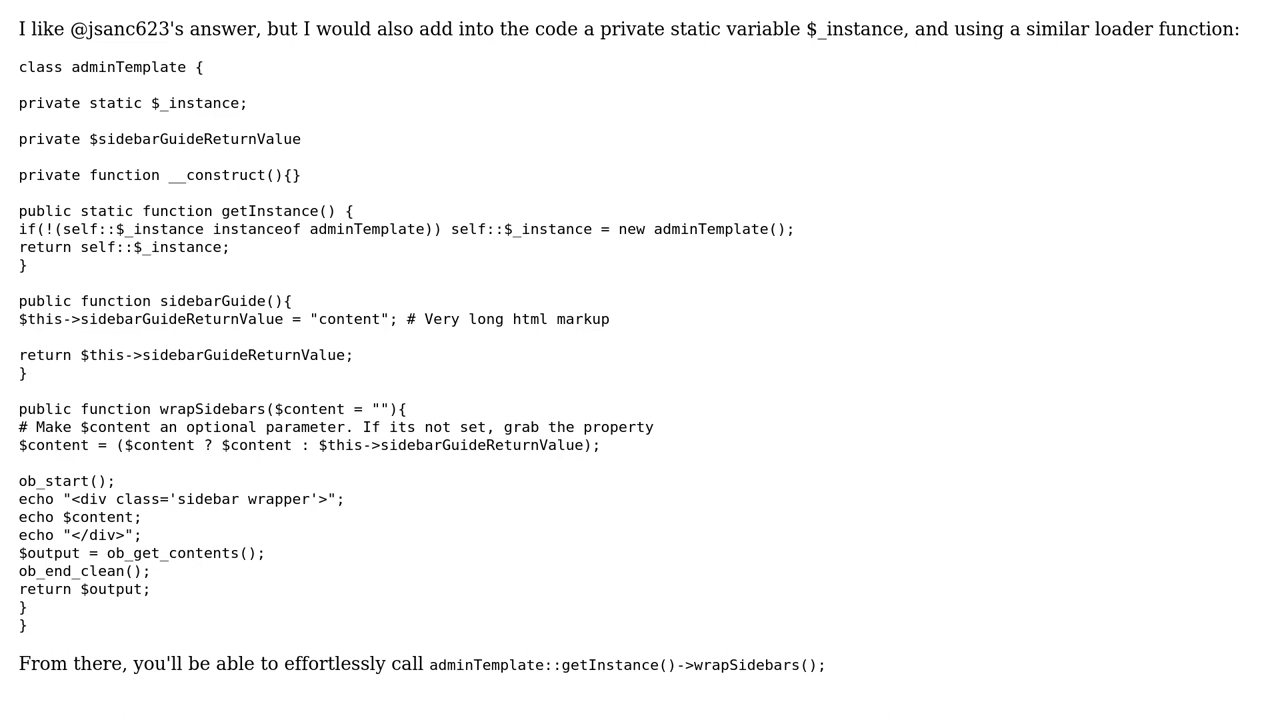 I like @jsanc623's answer, but I would also add into the code a private static variable $_instance, and using a similar loader function:
class adminTemplate {
private static $_instance;
private $sidebarGuideReturnValue
private function __construct(){}
public static function getInstance() {
if(!(self::$_instance instanceof adminTemplate)) self::$_instance = new adminTemplate();
return self::$_instance;
}
public function sidebarGuide(){
$this->sidebarGuideReturnValue = "content"; # Very long html markup
return $this->sidebarGuideReturnValue;
}
public function wrapSidebars($content = ""){
# Make $content an optional parameter. If its not set, grab the property
$content = ($content ? $content : $this->sidebarGuideReturnValue);
ob_start();
echo "<div class='sidebar wrapper'>";
echo $content;
echo "</div>";
$output = ob_get_contents();
ob_end_clean();
return $output;
}
}
From there, you'll be able to effortlessly call adminTemplate::getInstance()->wrapSidebars();